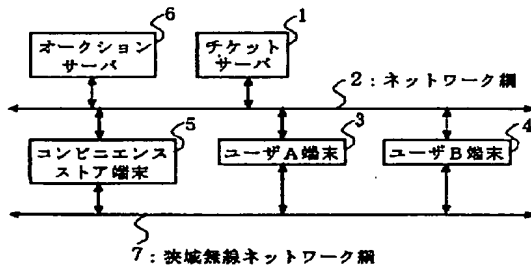 6
1
オークション
サーバ
チケット
サーバ
2：ネットワーク網
5
3
4
コンビニエンス
ストア端末
ユーザA端末
ユーザB端末
7：狭域無線ネットワーク網